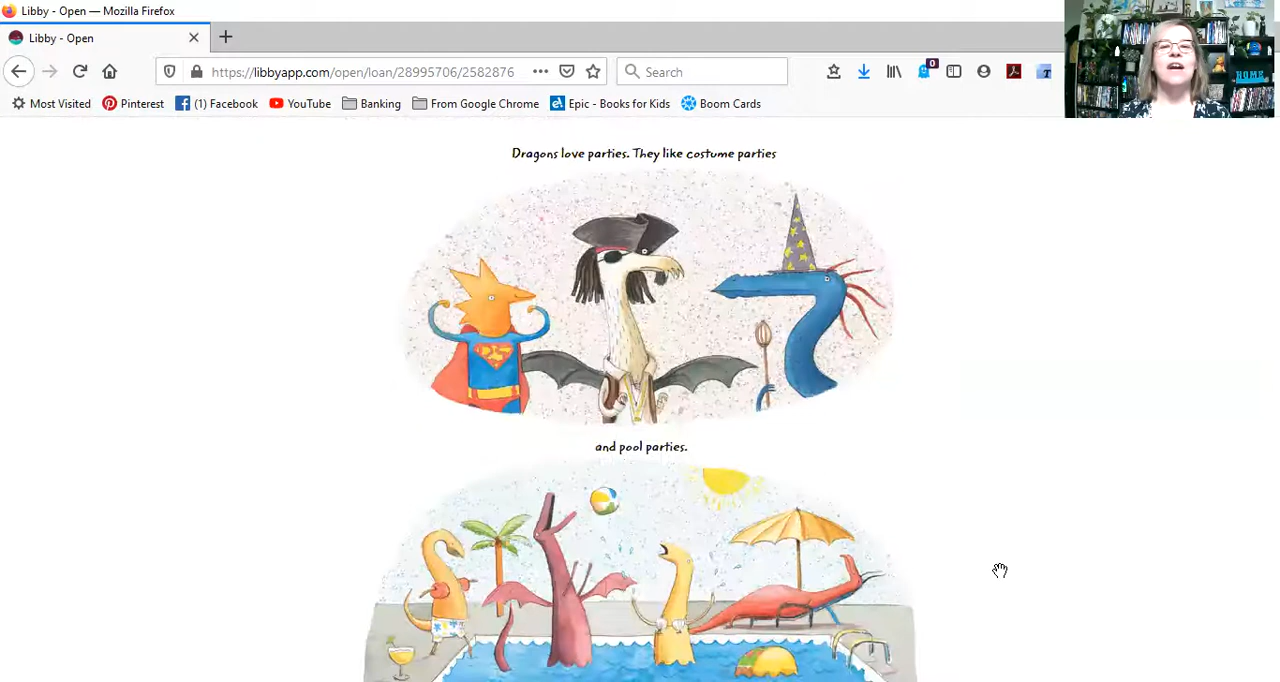 Libby - Open — Mozilla Firefox
Libby - Open
https://libbyapp.com/open/loan/28995706/2582876
Search
0
Most Visited
Pinterest
(1) Facebook
YouTube
Banking
From Google Chrome
Epic - Books for Kids
Boom Cards
HOME
Dragons love parties. They like costume parties
and pool parties.